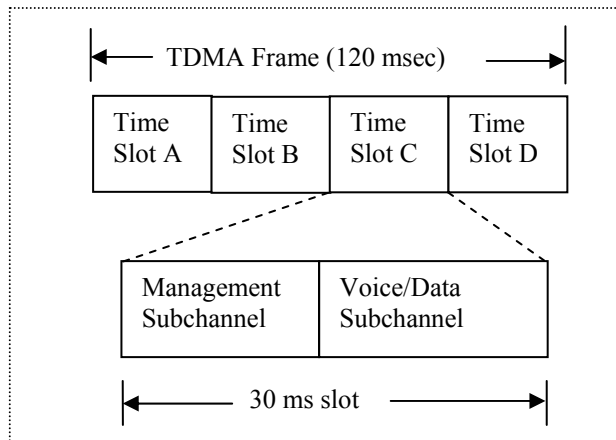 TDMA Frame (120 msec)
Time
Slot A
Time
Slot B
Time
Slot C
Time
Slot D
Management
Subchannel
Voice/Data
Subchannel
30 ms slot